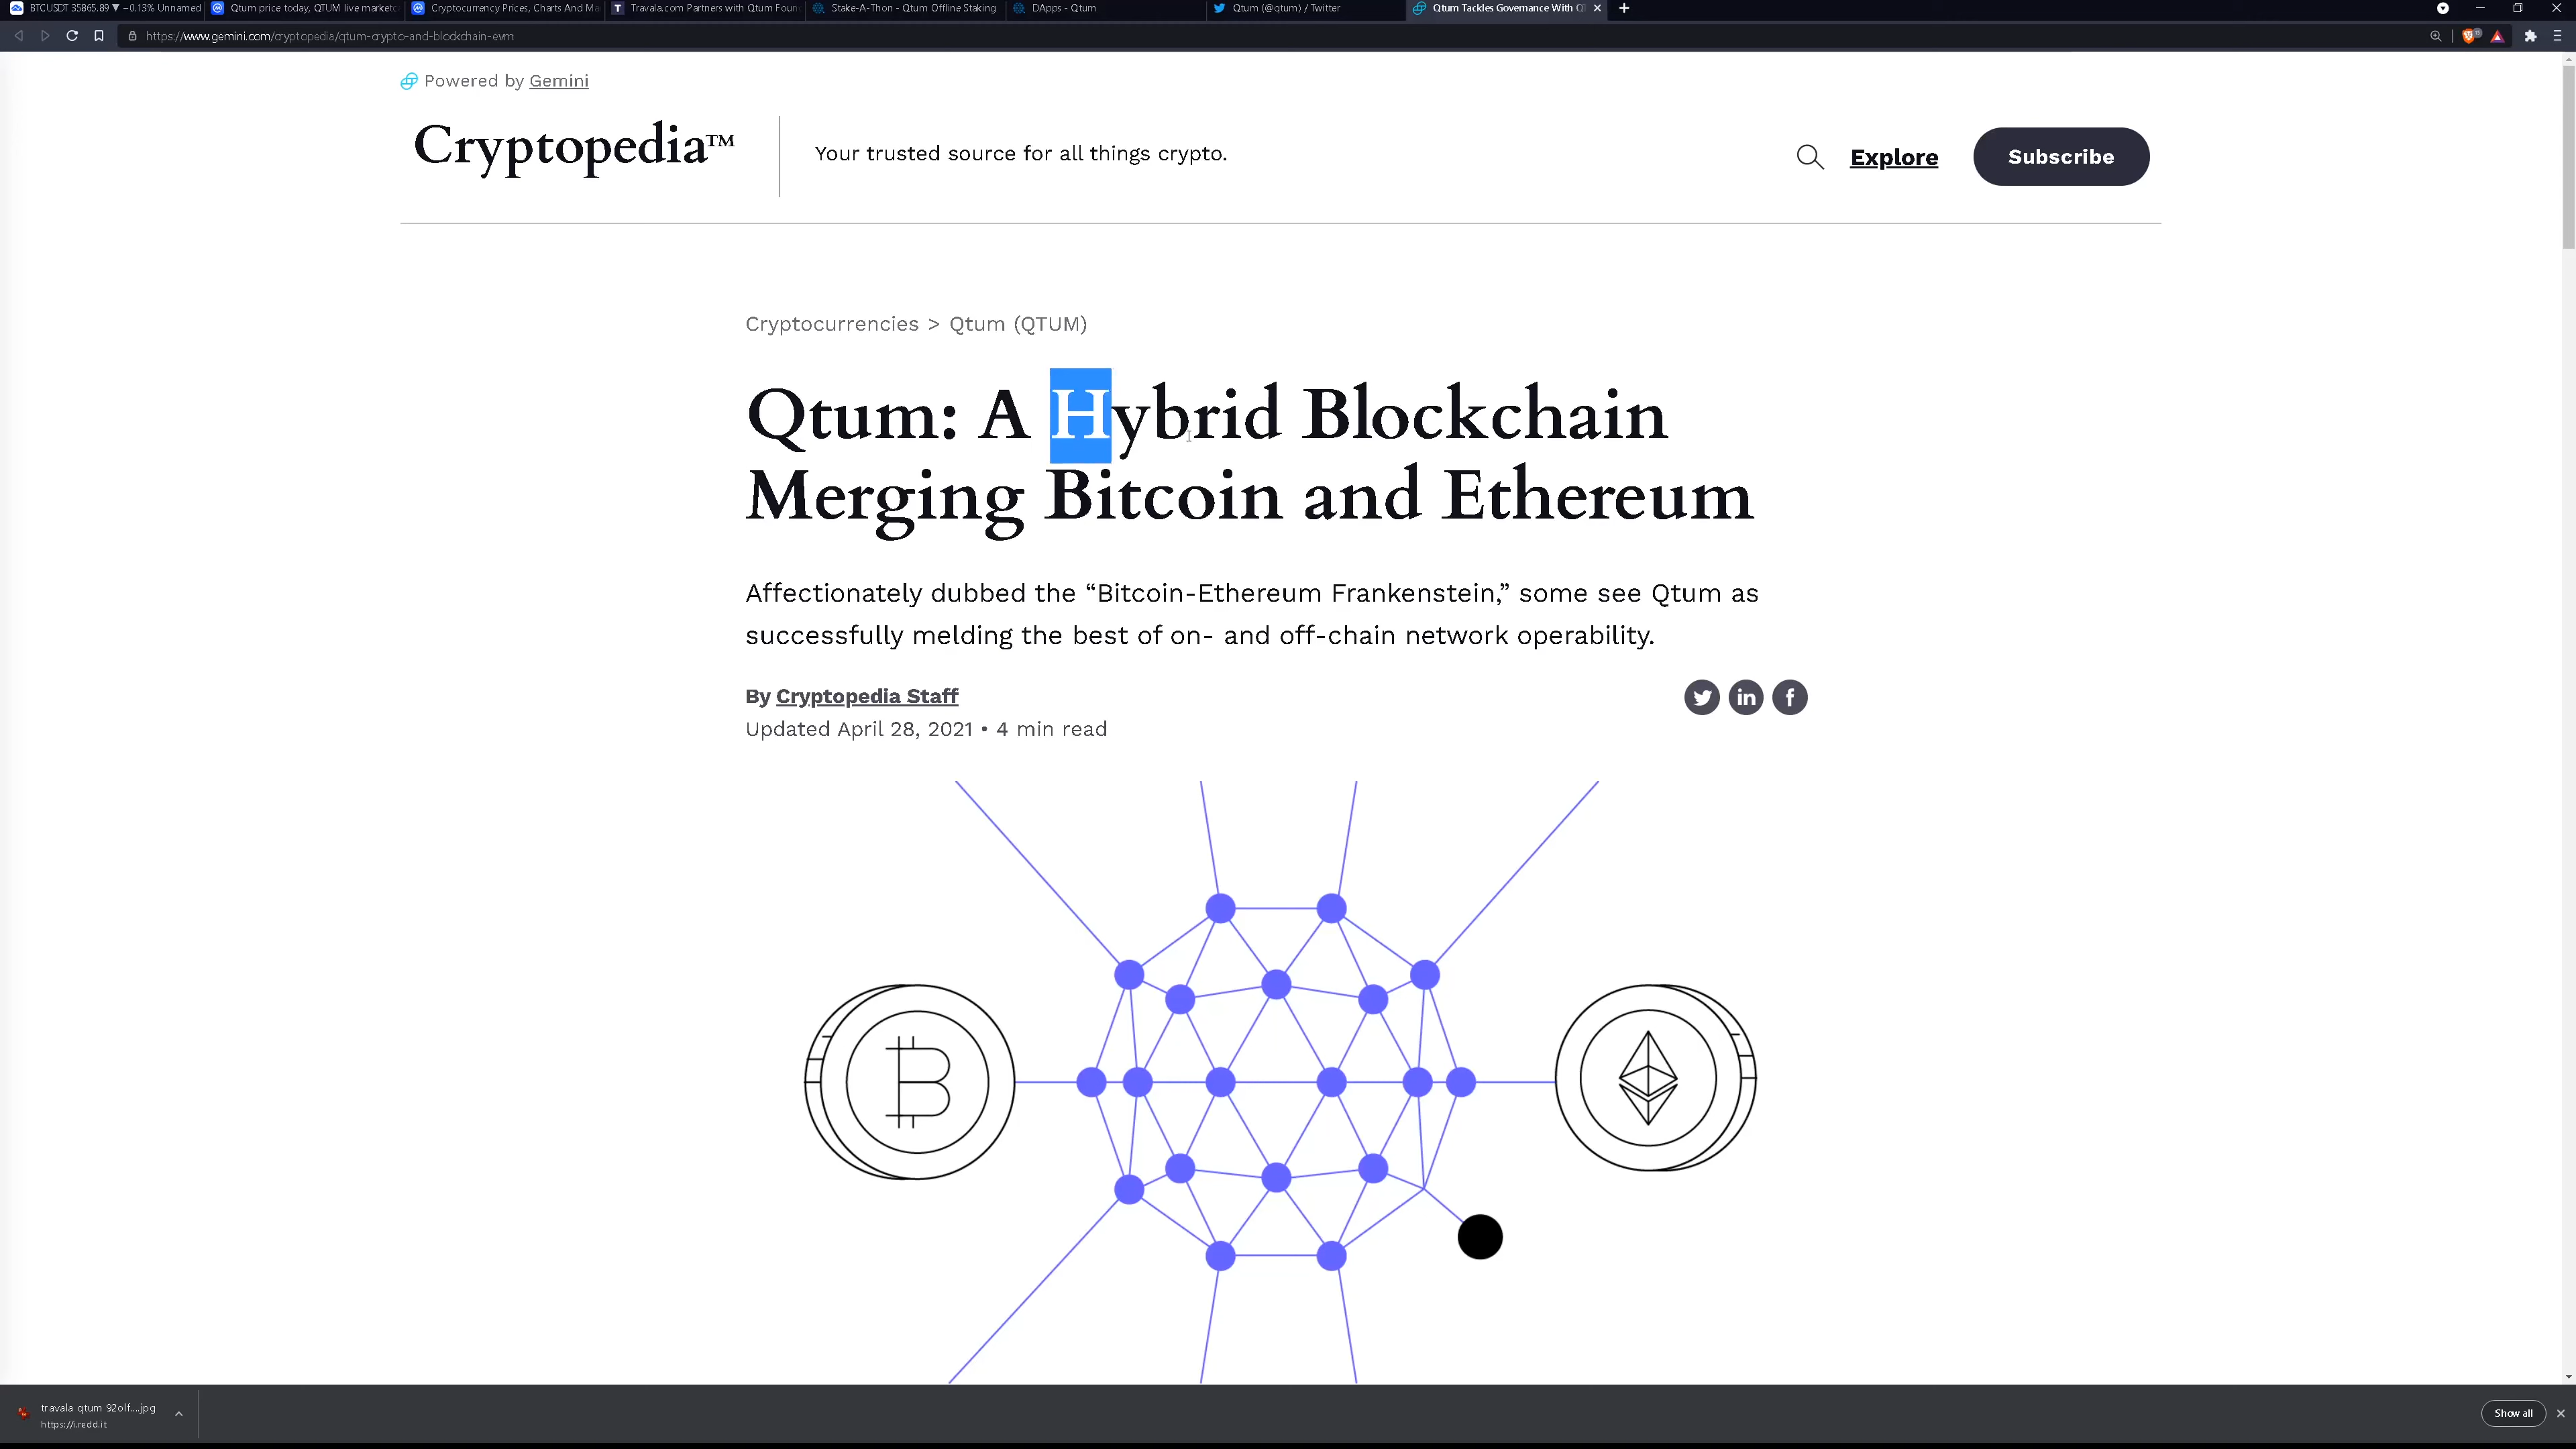 BTCUSDT 35865.89 ▼ −0.13% Unnamed
Qtum price today, QTUM live marketc
Cryptocurrency Prices, Charts And Ma
Travala.com Partners with Qtum Foun
Stake-A-Thon - Qtum Offline Staking
DApps - Qtum
Qtum (@qtum) / Twitter
Qtum Tackles Governance With Q
https://www.gemini.com/cryptopedia/qtum-crypto-and-blockchain-evm
Powered by Gemini
Cryptopedia™
Your trusted source for all things crypto.
Explore
Subscribe
Cryptocurrencies > Qtum (QTUM)
Qtum: A Hybrid Blockchain
Merging Bitcoin and Ethereum
Affectionately dubbed the “Bitcoin-Ethereum Frankenstein,” some see Qtum as
successfully melding the best of on- and off-chain network operability.
By Cryptopedia Staff
Updated April 28, 2021 • 4 min read
travala qtum 92olf....jpg
https://i.redd.it
Show all